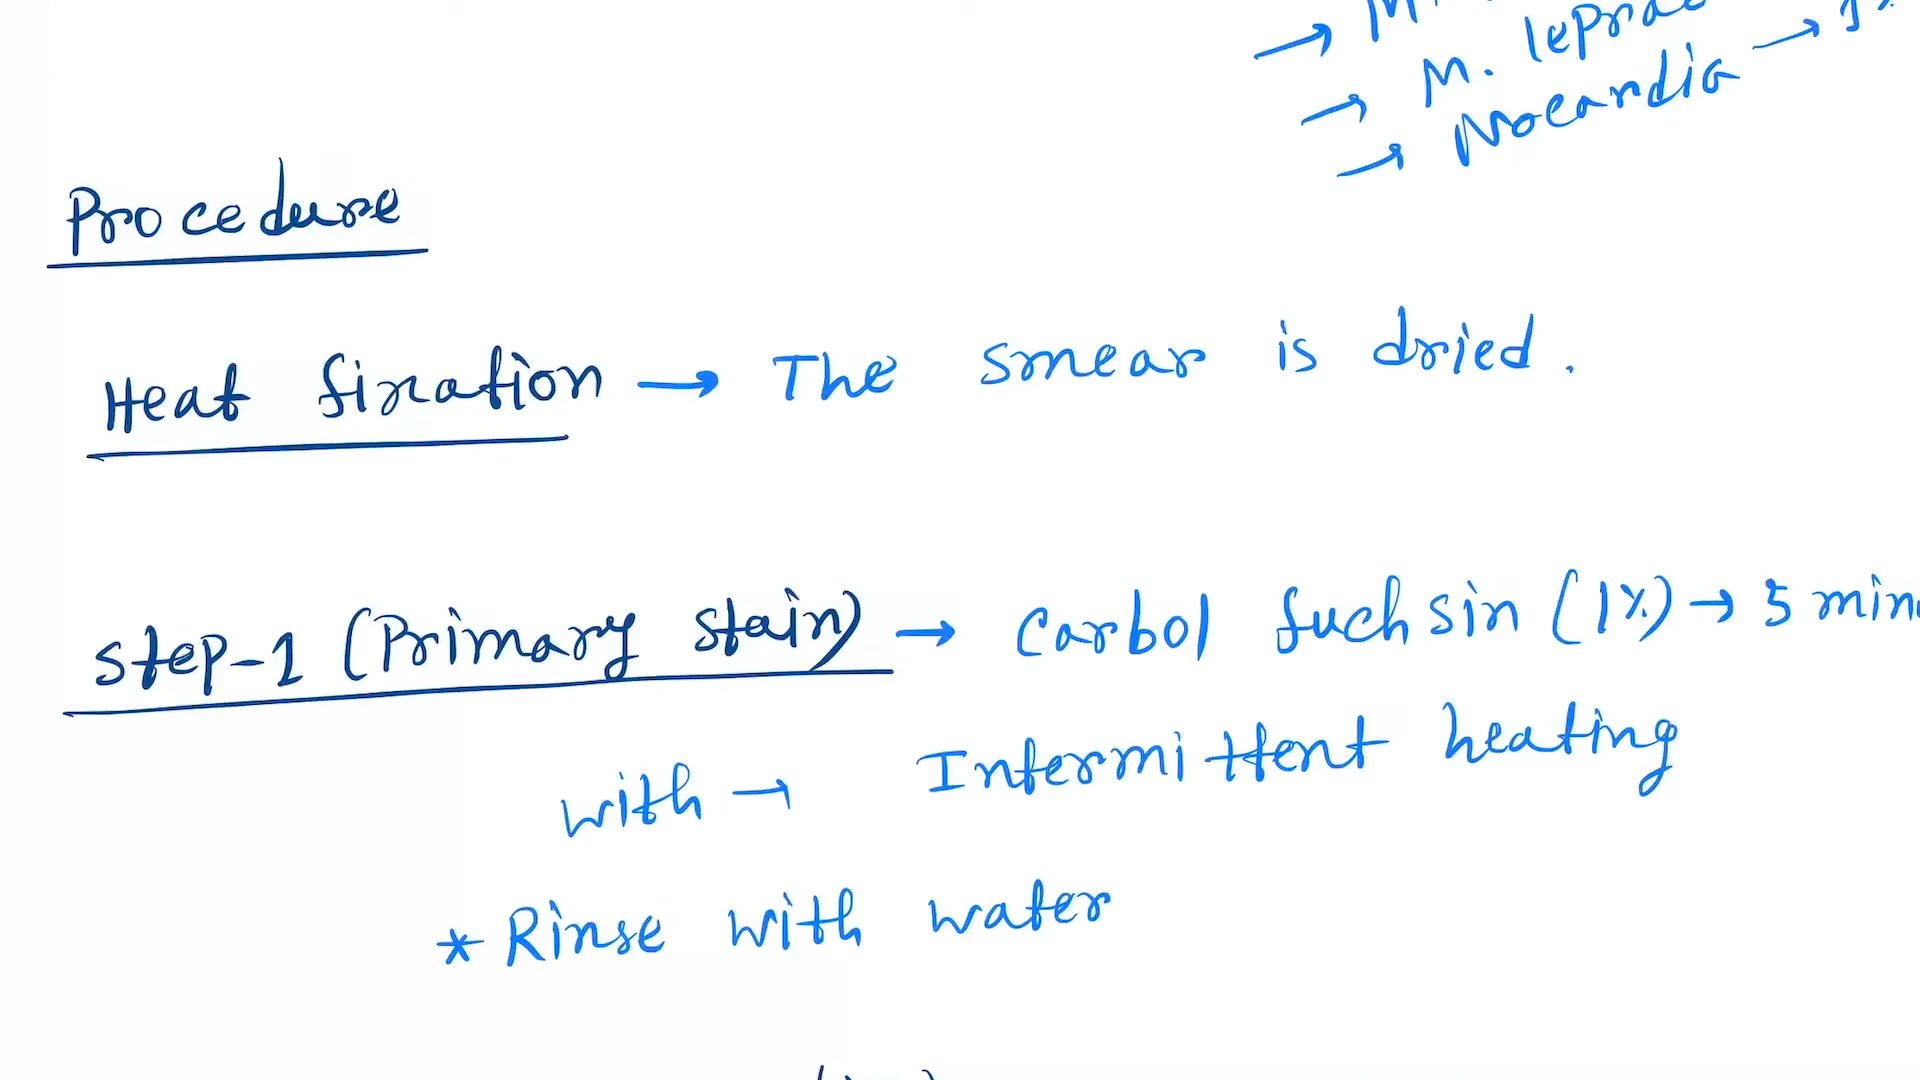 → M.
→ M. leprae
→ Nocardia → 1%
Procedure
Heat fixation → The smear is dried.
Step-1 (Primary stain) → Carbol fuchsin (1%) → 5 min
with → Intermittent heating
* Rinse with water